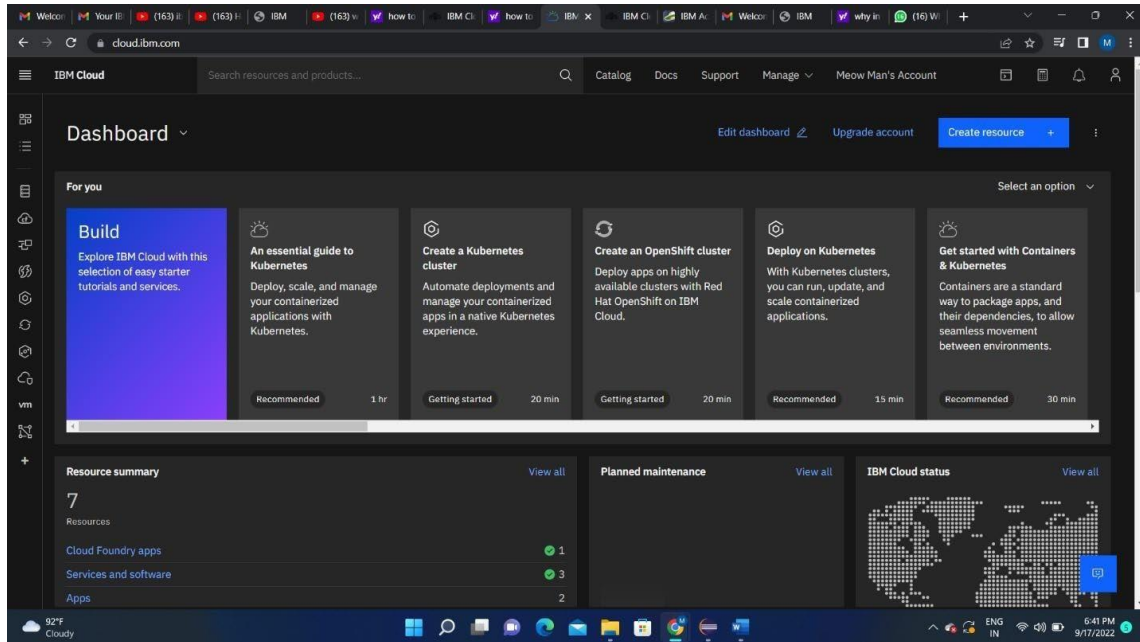 Welcon
Your IB
(163) it
(163) H
IBM
(163) w
how to
IBM Cl
how to
IBM
IBM Cl
IBM Ac
Welcon
IBM
why in
(16) W
cloud.ibm.com
M
IBM Cloud
Search resources and products...
Catalog
Docs
Support
Manage
Meow Man's Account
Dashboard
Edit dashboard
Upgrade account
Create resource +
For you
Select an option
Build
Explore IBM Cloud with this
selection of easy starter
tutorials and services.
An essential guide to
Kubernetes
Deploy, scale, and manage
your containerized
applications with
Kubernetes.
Recommended
1 hr
Create a Kubernetes
cluster
Automate deployments and
manage your containerized
apps in a native Kubernetes
experience.
Getting started
20 min
Create an OpenShift cluster
Deploy apps on highly
available clusters with Red
Hat OpenShift on IBM
Cloud.
Getting started
20 min
Deploy on Kubernetes
With Kubernetes clusters,
you can run, update, and
scale containerized
applications.
Recommended
15 min
Get started with Containers
& Kubernetes
Containers are a standard
way to package apps, and
their dependencies, to allow
seamless movement
between environments.
Recommended
30 min
vm
Resource summary
View all
7
Resources
Cloud Foundry apps
1
Services and software
3
Apps
2
Planned maintenance
View all
IBM Cloud status
View all
92°F
Cloudy
ENG
IN
6:41 PM
9/17/2022